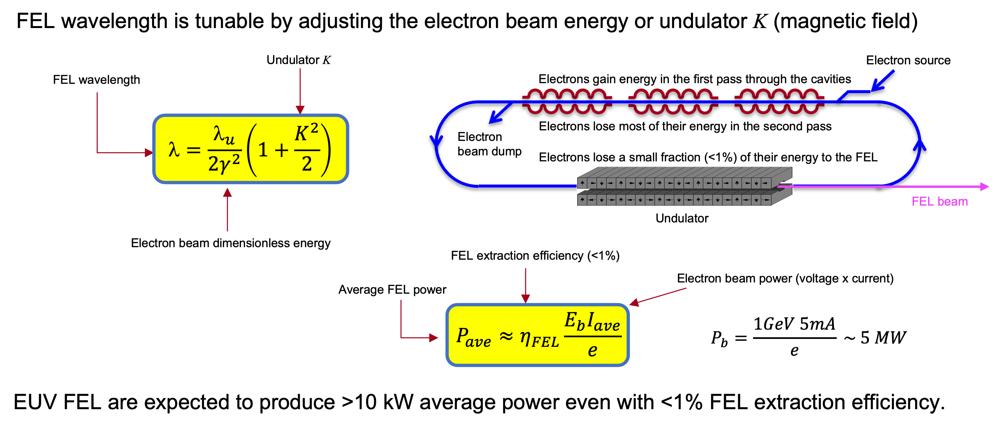 FEL wavelength is tunable by adjusting the electron beam energy or undulator K (magnetic field)
Undulator K
FEL wavelength
λ = λ_u / 2γ² (1 + K² / 2)
Electron beam dimensionless energy
Electron source
Electrons gain energy in the first pass through the cavities
Electrons lose most of their energy in the second pass
Electron
beam dump
Electrons lose a small fraction (<1%) of their energy to the FEL
FEL beam
Undulator
FEL extraction efficiency (<1%)
Electron beam power (voltage x current)
Average FEL power
P_ave ≈ η_FEL E_b I_ave / e
P_b = 1GeV 5mA / e ~ 5 MW
EUV FEL are expected to produce >10 kW average power even with <1% FEL extraction efficiency.